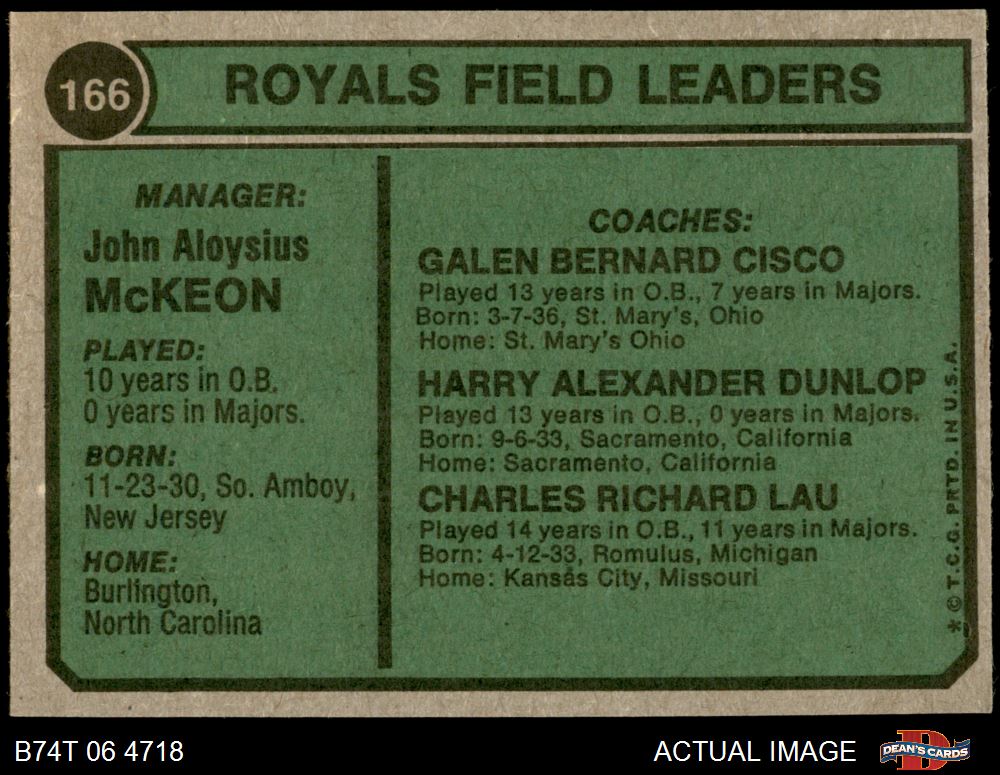 166
ROYALS FIELD LEADERS
MANAGER:
John Aloysius
McKEON
PLAYED:
10 years in O.B.
0 years in Majors.
BORN:
11-23-30, So. Amboy,
New Jersey
HOME:
Burlington,
North Carolina
COACHES:
GALEN BERNARD CISCO
Played 13 years in O.B., 7 years in Majors.
Born: 3-7-36, St. Mary's, Ohio
Home: St. Mary's Ohio
HARRY ALEXANDER DUNLOP
Played 13 years in O.B., 0 years in Majors.
Born: 9-6-33, Sacramento, California
Home: Sacramento, California
CHARLES RICHARD LAU
Played 14 years in O.B., 11 years in Majors.
Born: 4-12-33, Romulus, Michigan
Home: Kansas City, Missouri
* © T.C.G. PRTD. IN U.S.A.
B74T 06 4718
ACTUAL IMAGE
D
DEAN'S CARDS